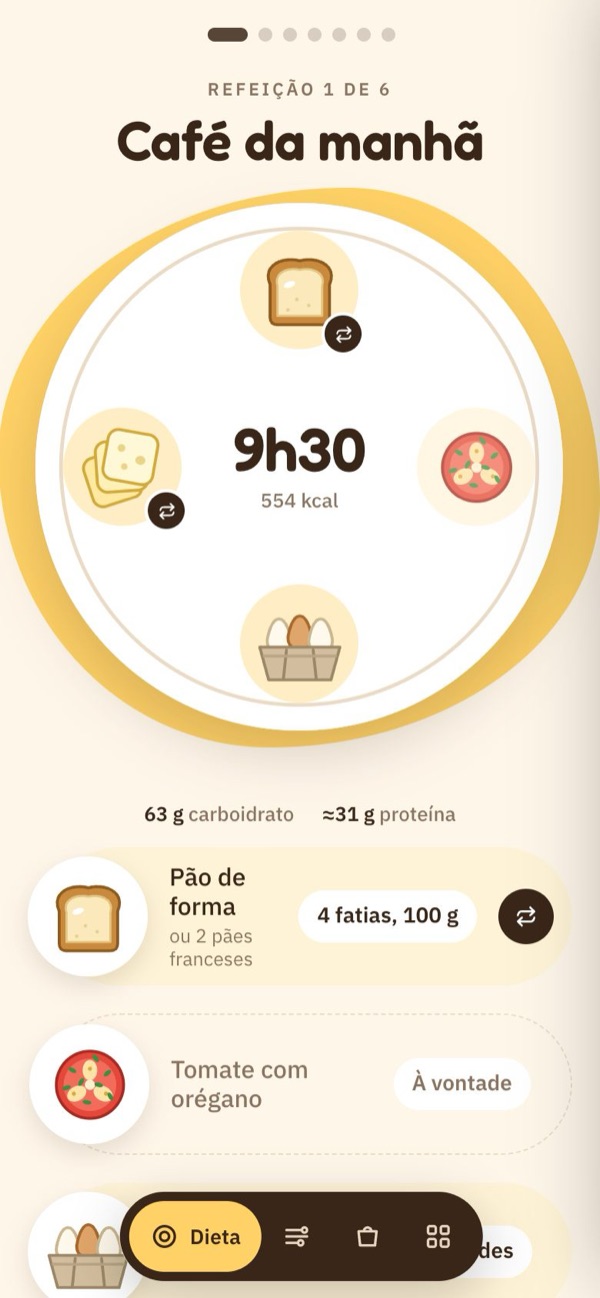 REFEIÇÃO 1 DE 6
Café da manhã
9h30
554 kcal
63 g carboidrato ≈31 g proteína
Pão de
forma
ou 2 pães
franceses
4 fatias, 100 g
Tomate com
orégano
À vontade
Dieta